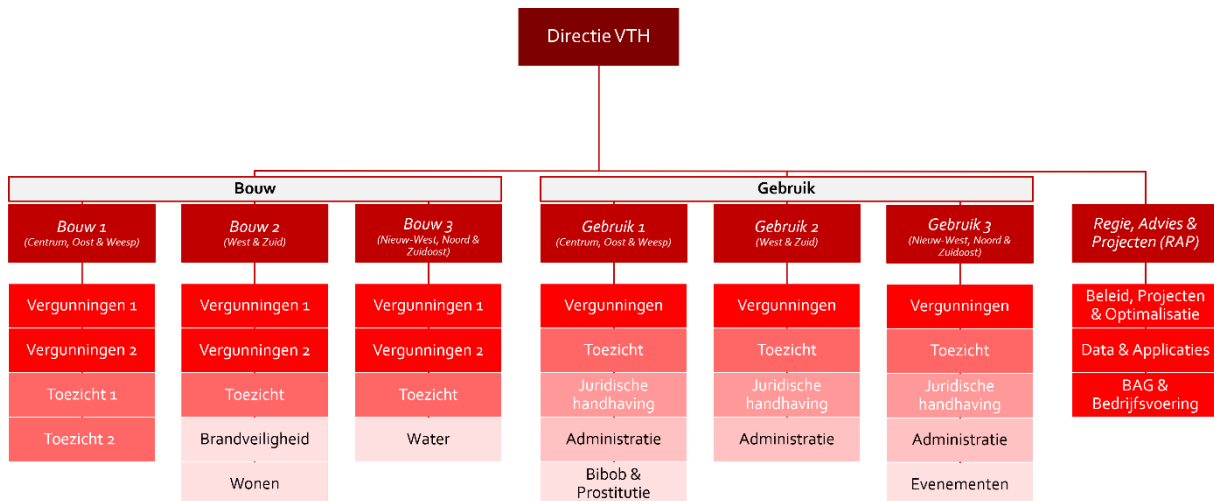 Directie VTH
Bouw
Gebruik
Bouw 1
(Centrum, Oost & Weesp)
Bouw 2
(West & Zuid)
Bouw 3
(Nieuw-West, Noord &
Zuidoost)
Gebruik 1
(Centrum, Oost & Weesp)
Gebruik 2
(West & Zuid)
Gebruik 3
(Nieuw-West, Noord &
Zuidoost)
Regie, Advies &
Projecten (RAP)
Vergunningen 1
Vergunningen 2
Toezicht 1
Toezicht 2
Vergunningen 1
Vergunningen 2
Toezicht
Brandveiligheid
Wonen
Vergunningen 1
Vergunningen 2
Toezicht
Water
Vergunningen
Toezicht
Juridische
handhaving
Administratie
Bibob &
Prostitutie
Vergunningen
Toezicht
Juridische
handhaving
Administratie
Vergunningen
Toezicht
Juridische
handhaving
Administratie
Evenementen
Beleid, Projecten
& Optimalisatie
Data & Applicaties
BAG &
Bedrijfsvoering